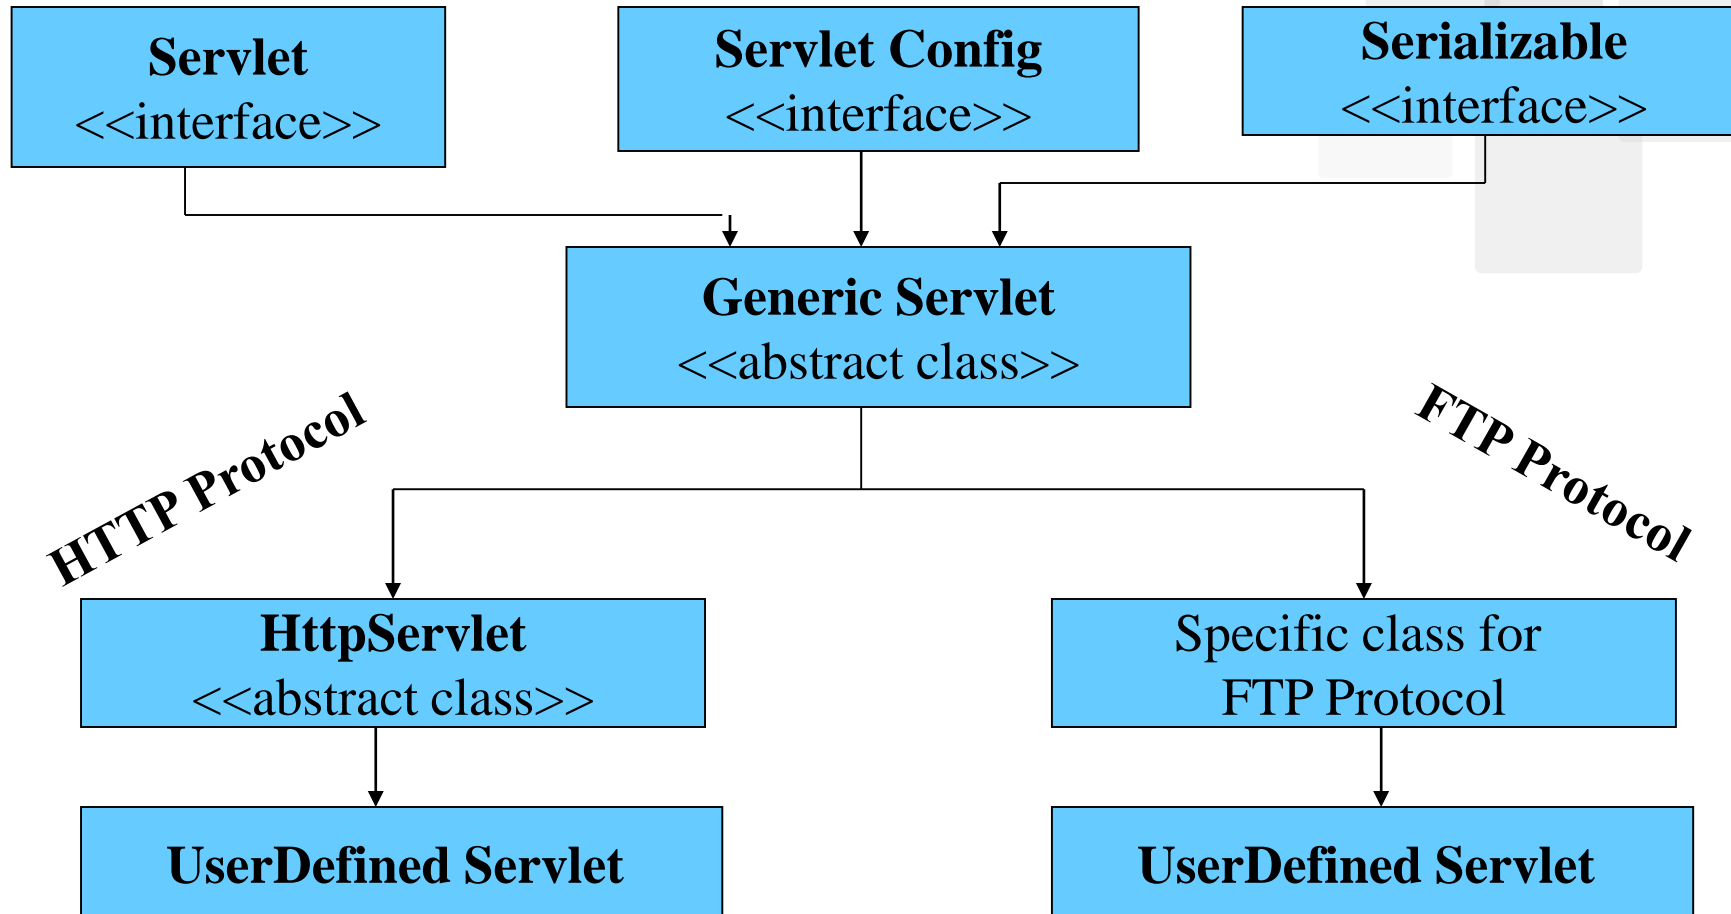 Servlet
<<interface>>
Servlet Config
<<interface>>
Serializable
<<interface>>
Generic Servlet
<<abstract class>>
HTTP Protocol
FTP Protocol
HttpServlet
<<abstract class>>
Specific class for
FTP Protocol
UserDefined Servlet
UserDefined Servlet